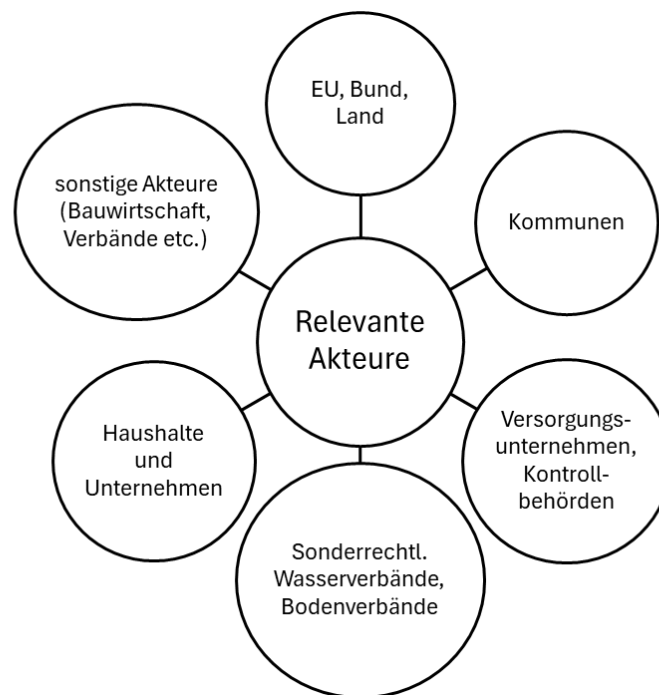 EU, Bund,
Land
sonstige Akteure
(Bauwirtschaft,
Verbände etc.)
Kommunen
Relevante
Akteure
Haushalte
und
Unternehmen
Versorgungs-
unternehmen,
Kontroll-
behörden
Sonderrechtl.
Wasserverbände,
Bodenverbände